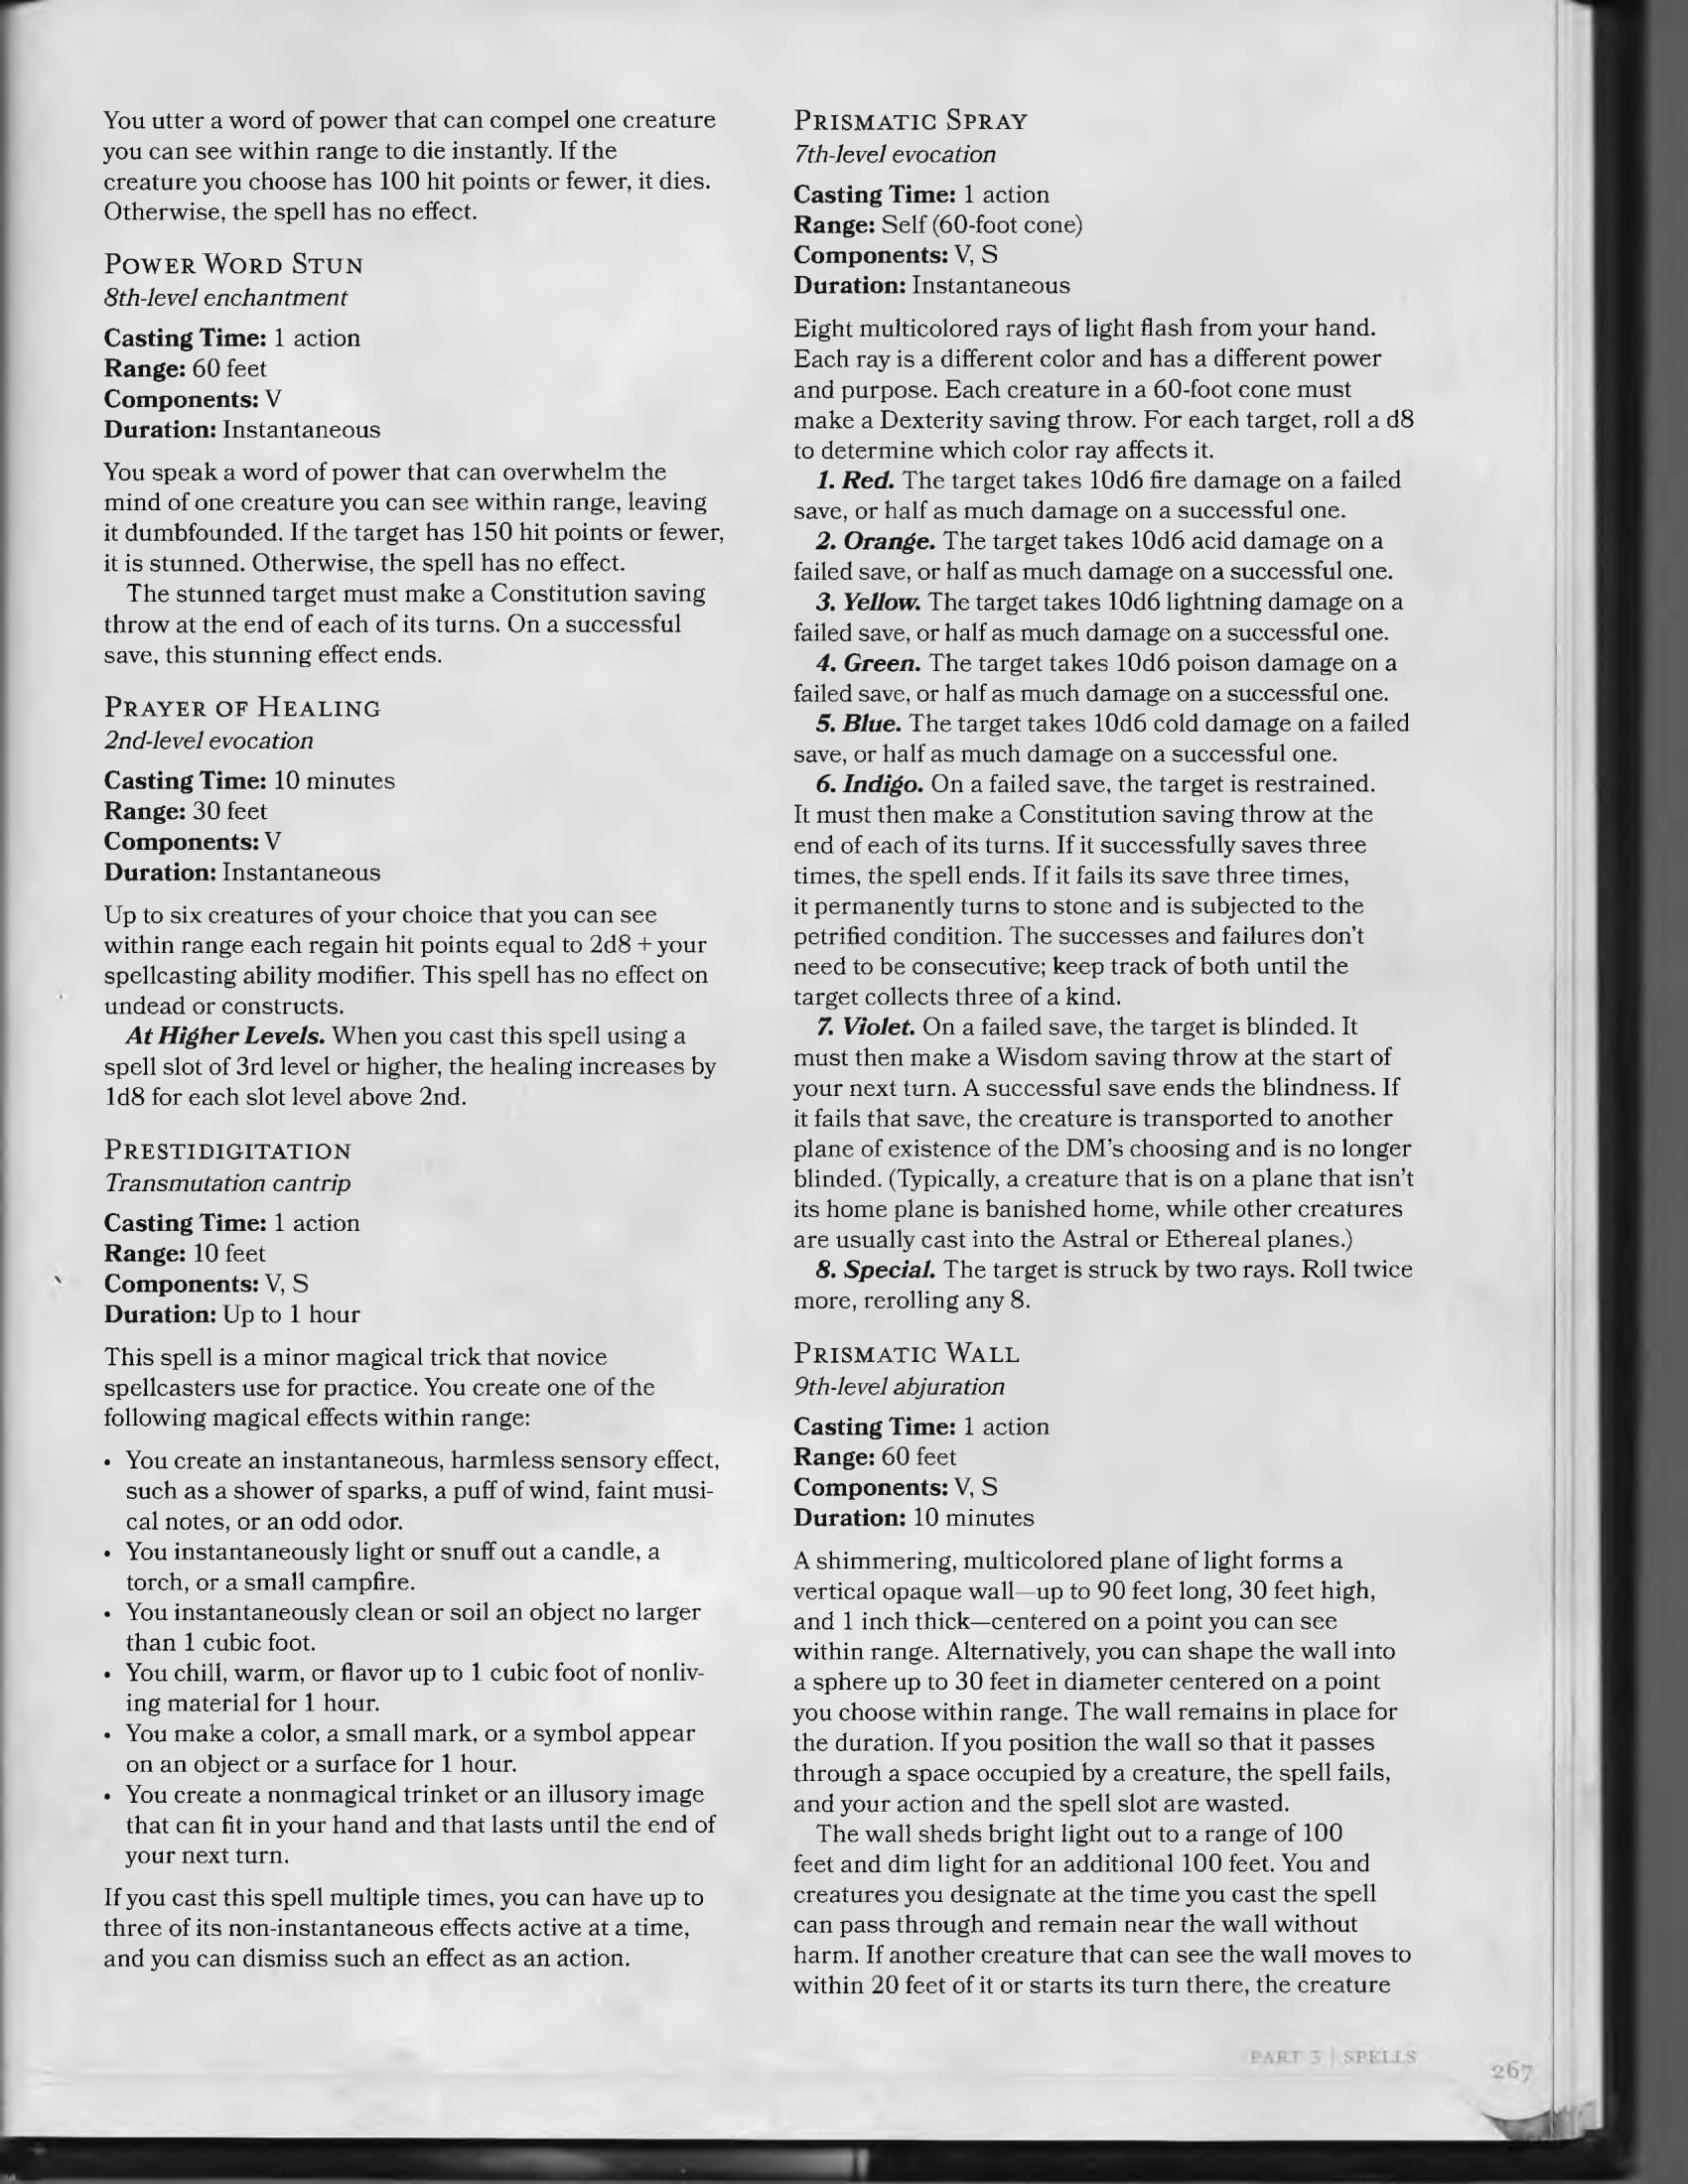 You utter a word of power that can compel one creature
you can see within range to die instantly. If the
creature you choose has 100 hit points or fewer, it dies.
Otherwise, the spell has no effect.
Power Word Stun
8th-level enchantment
Casting Time: 1 action
Range: 60 feet
Components: V
Duration: Instantaneous
You speak a word of power that can overwhelm the
mind of one creature you can see within range, leaving
it dumbfounded. If the target has 150 hit points or fewer,
it is stunned. Otherwise, the spell has no effect.
The stunned target must make a Constitution saving
throw at the end of each of its turns. On a successful
save, this stunning effect ends.
Prayer of Healing
2nd-level evocation
Casting Time: 10 minutes
Range: 30 feet
Components: V
Duration: Instantaneous
Up to six creatures of your choice that you can see
within range each regain hit points equal to 2d8 + your
spellcasting ability modifier. This spell has no effect on
undead or constructs.
At Higher Levels. When you cast this spell using a
spell slot of 3rd level or higher, the healing increases by
1d8 for each slot level above 2nd.
Prestidigitation
Transmutation cantrip
Casting Time: 1 action
Range: 10 feet
Components: V, S
Duration: Up to 1 hour
This spell is a minor magical trick that novice
spellcasters use for practice. You create one of the
following magical effects within range:
• You create an instantaneous, harmless sensory effect,
such as a shower of sparks, a puff of wind, faint musi-
cal notes, or an odd odor.
• You instantaneously light or snuff out a candle, a
torch, or a small campfire.
• You instantaneously clean or soil an object no larger
than 1 cubic foot.
• You chill, warm, or flavor up to 1 cubic foot of nonliv-
ing material for 1 hour.
• You make a color, a small mark, or a symbol appear
on an object or a surface for 1 hour.
• You create a nonmagical trinket or an illusory image
that can fit in your hand and that lasts until the end of
your next turn.
If you cast this spell multiple times, you can have up to
three of its non-instantaneous effects active at a time,
and you can dismiss such an effect as an action.
Prismatic Spray
7th-level evocation
Casting Time: 1 action
Range: Self (60-foot cone)
Components: V, S
Duration: Instantaneous
Eight multicolored rays of light flash from your hand.
Each ray is a different color and has a different power
and purpose. Each creature in a 60-foot cone must
make a Dexterity saving throw. For each target, roll a d8
to determine which color ray affects it.
1. Red. The target takes 10d6 fire damage on a failed
save, or half as much damage on a successful one.
2. Orange. The target takes 10d6 acid damage on a
failed save, or half as much damage on a successful one.
3. Yellow. The target takes 10d6 lightning damage on a
failed save, or half as much damage on a successful one.
4. Green. The target takes 10d6 poison damage on a
failed save, or half as much damage on a successful one.
5. Blue. The target takes 10d6 cold damage on a failed
save, or half as much damage on a successful one.
6. Indigo. On a failed save, the target is restrained.
It must then make a Constitution saving throw at the
end of each of its turns. If it successfully saves three
times, the spell ends. If it fails its save three times,
it permanently turns to stone and is subjected to the
petrified condition. The successes and failures don't
need to be consecutive; keep track of both until the
target collects three of a kind.
7. Violet. On a failed save, the target is blinded. It
must then make a Wisdom saving throw at the start of
your next turn. A successful save ends the blindness. If
it fails that save, the creature is transported to another
plane of existence of the DM's choosing and is no longer
blinded. (Typically, a creature that is on a plane that isn't
its home plane is banished home, while other creatures
are usually cast into the Astral or Ethereal planes.)
8. Special. The target is struck by two rays. Roll twice
more, rerolling any 8.
Prismatic Wall
9th-level abjuration
Casting Time: 1 action
Range: 60 feet
Components: V, S
Duration: 10 minutes
A shimmering, multicolored plane of light forms a
vertical opaque wall—up to 90 feet long, 30 feet high,
and 1 inch thick—centered on a point you can see
within range. Alternatively, you can shape the wall into
a sphere up to 30 feet in diameter centered on a point
you choose within range. The wall remains in place for
the duration. If you position the wall so that it passes
through a space occupied by a creature, the spell fails,
and your action and the spell slot are wasted.
The wall sheds bright light out to a range of 100
feet and dim light for an additional 100 feet. You and
creatures you designate at the time you cast the spell
can pass through and remain near the wall without
harm. If another creature that can see the wall moves to
within 20 feet of it or starts its turn there, the creature
PART 3 | SPELLS
267